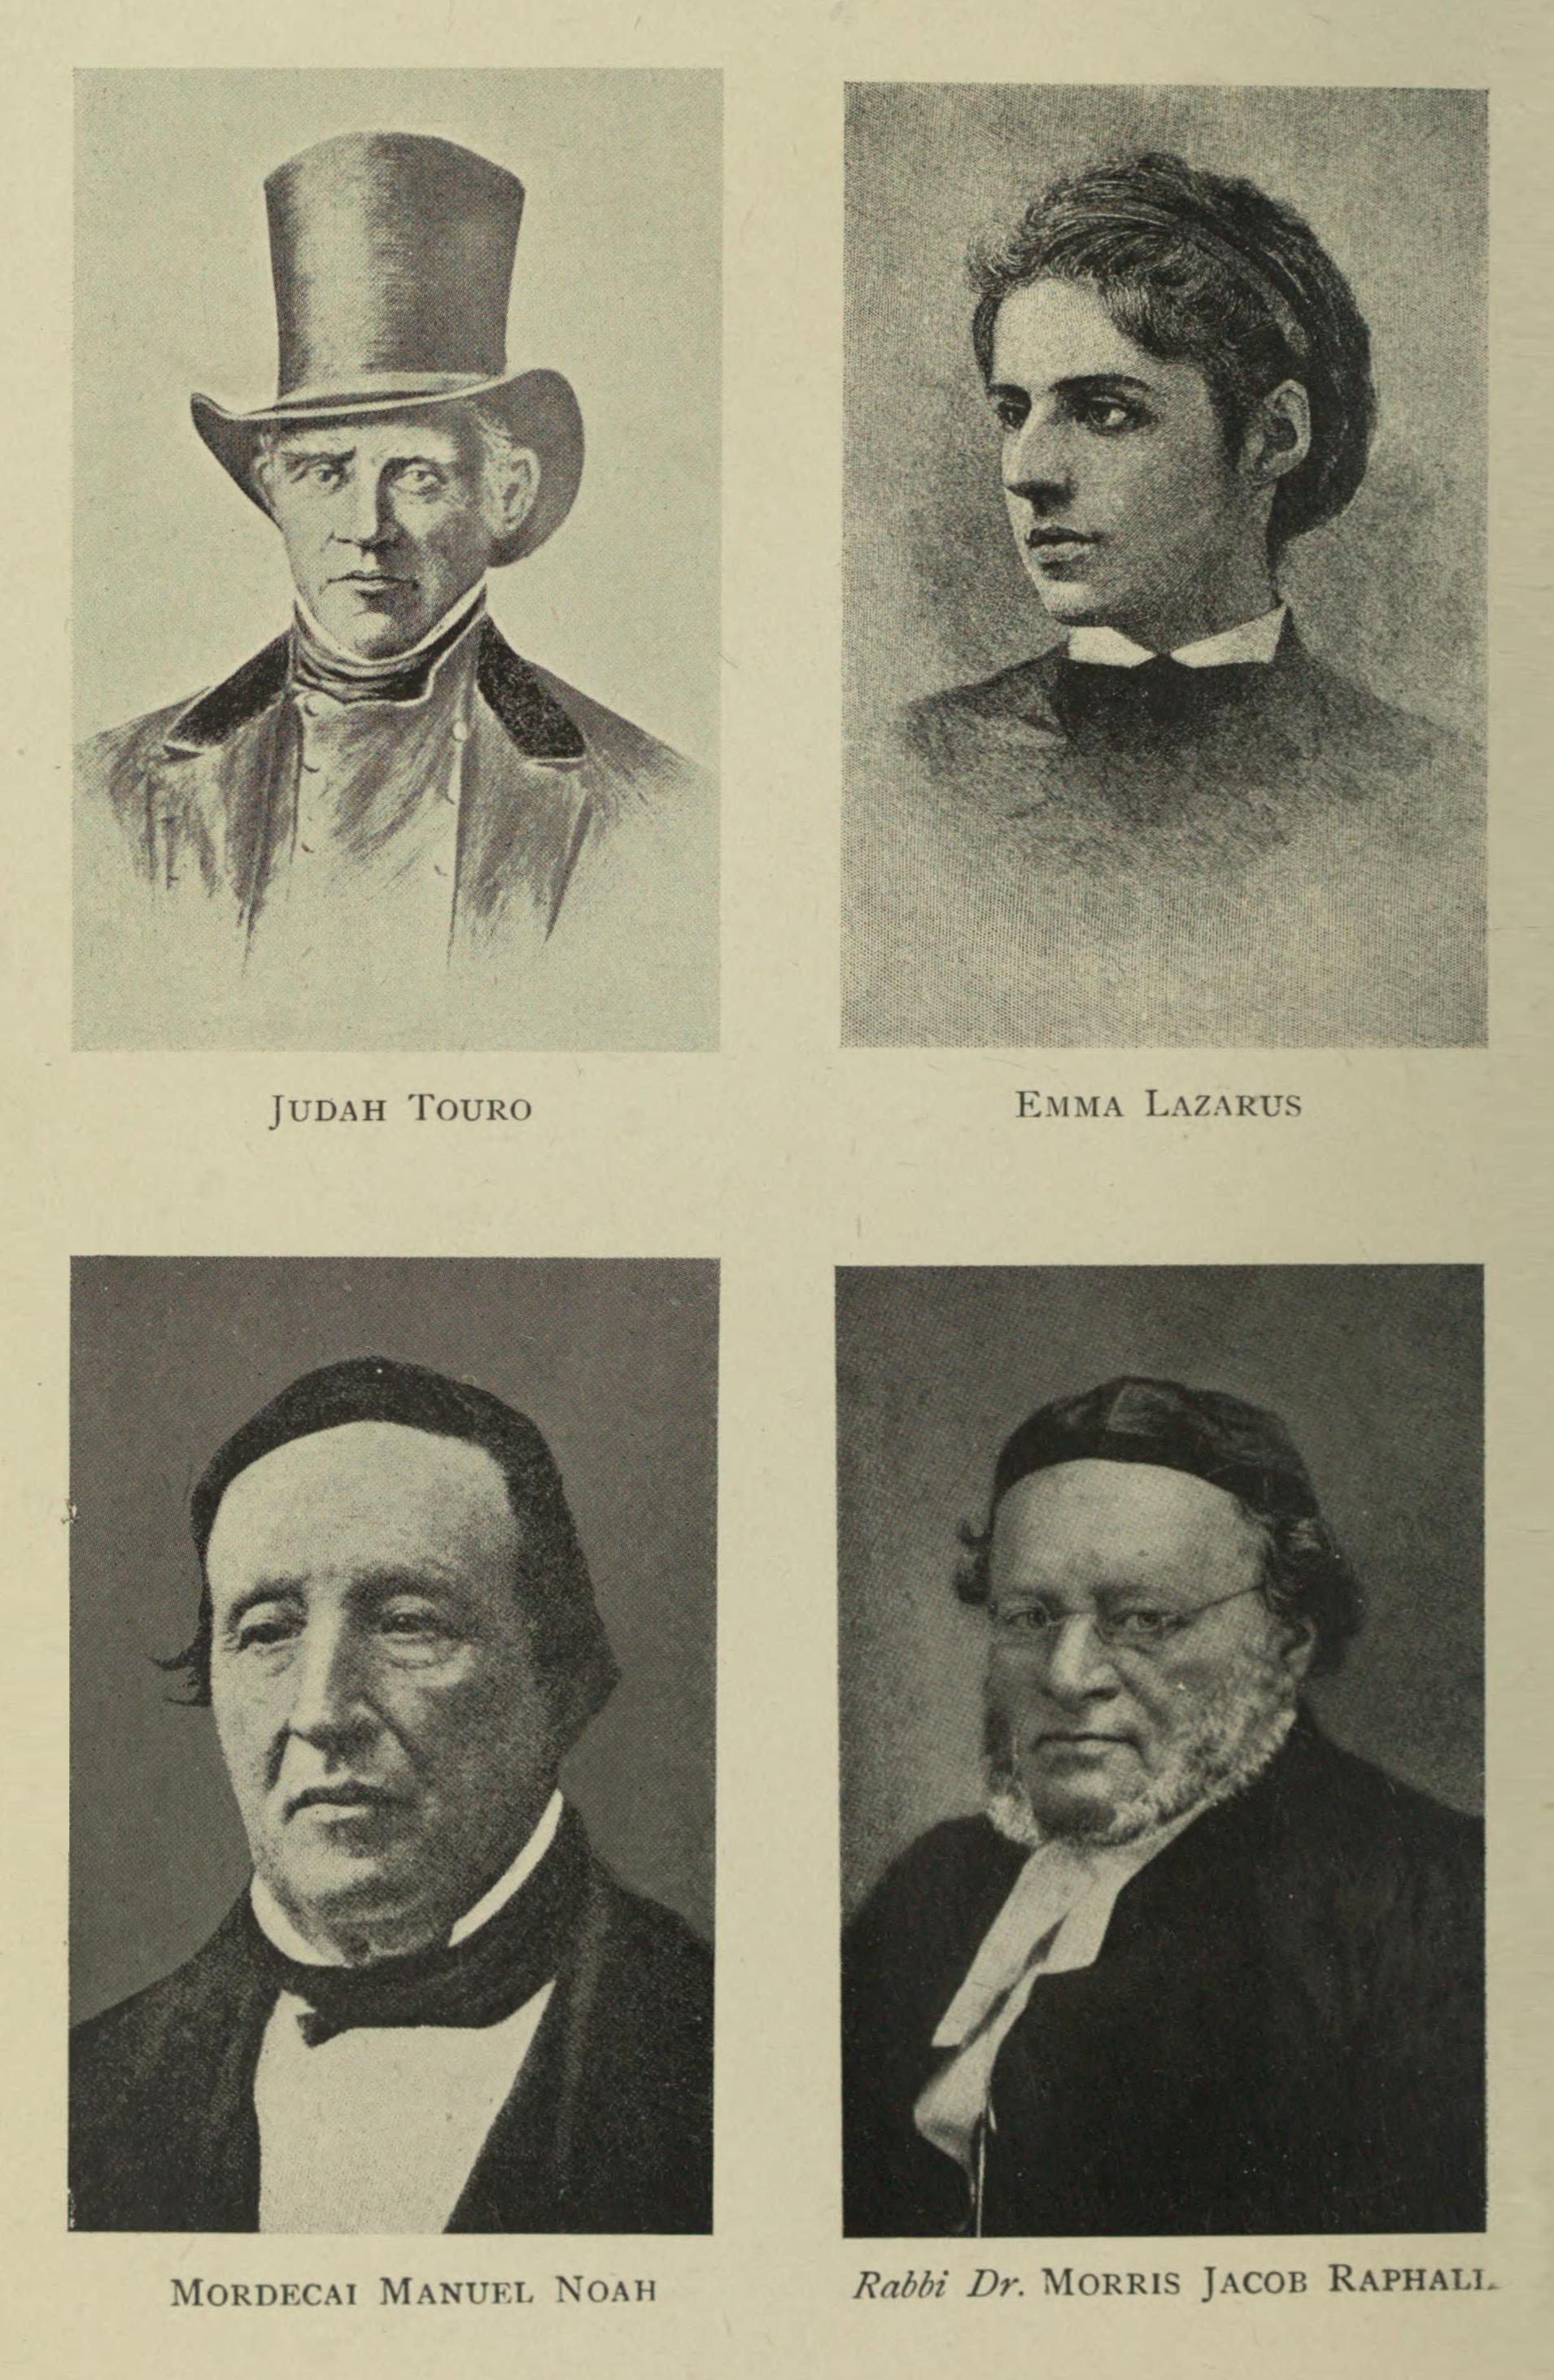 JUDAH TOURO
EMMA LAZARUS
MORDECAI MANUEL NOAH
Rabbi Dr. MORRIS JACOB RAPHALL